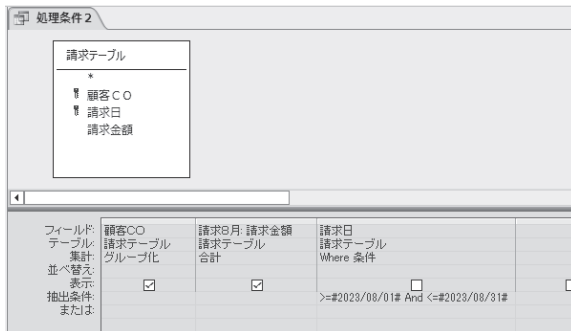 処理条件２
請求テーブル
*
顧客ＣＯ
請求日
請求金額
フィールド: 顧客CO 請求8月: 請求金額 請求日
テーブル: 請求テーブル 請求テーブル 請求テーブル
集計: グループ化 合計 Where 条件
並べ替え:
表示:
抽出条件: >=#2023/08/01# And <=#2023/08/31#
または: